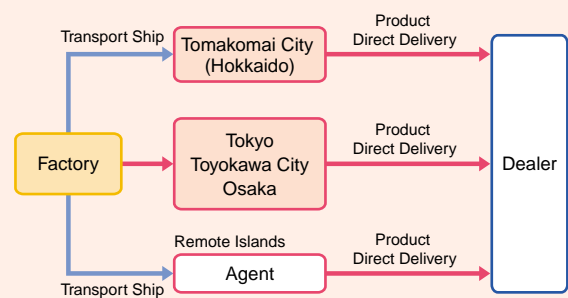 Transport Ship
Tomakomai City
(Hokkaido)
Product
Direct Delivery
Factory
Tokyo
Toyokawa City
Osaka
Product
Direct Delivery
Dealer
Remote Islands
Transport Ship
Agent
Product
Direct Delivery